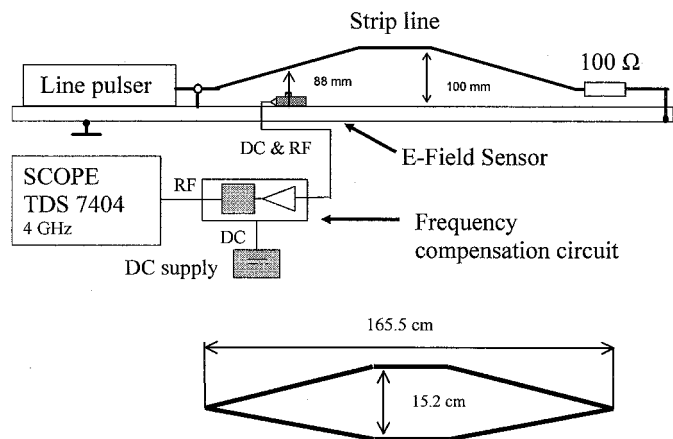 Strip line
100 Ω
Line pulser
88 mm
100 mm
DC & RF
E-Field Sensor
SCOPE
TDS 7404
4 GHz
RF
Frequency
compensation circuit
DC
DC supply
165.5 cm
15.2 cm